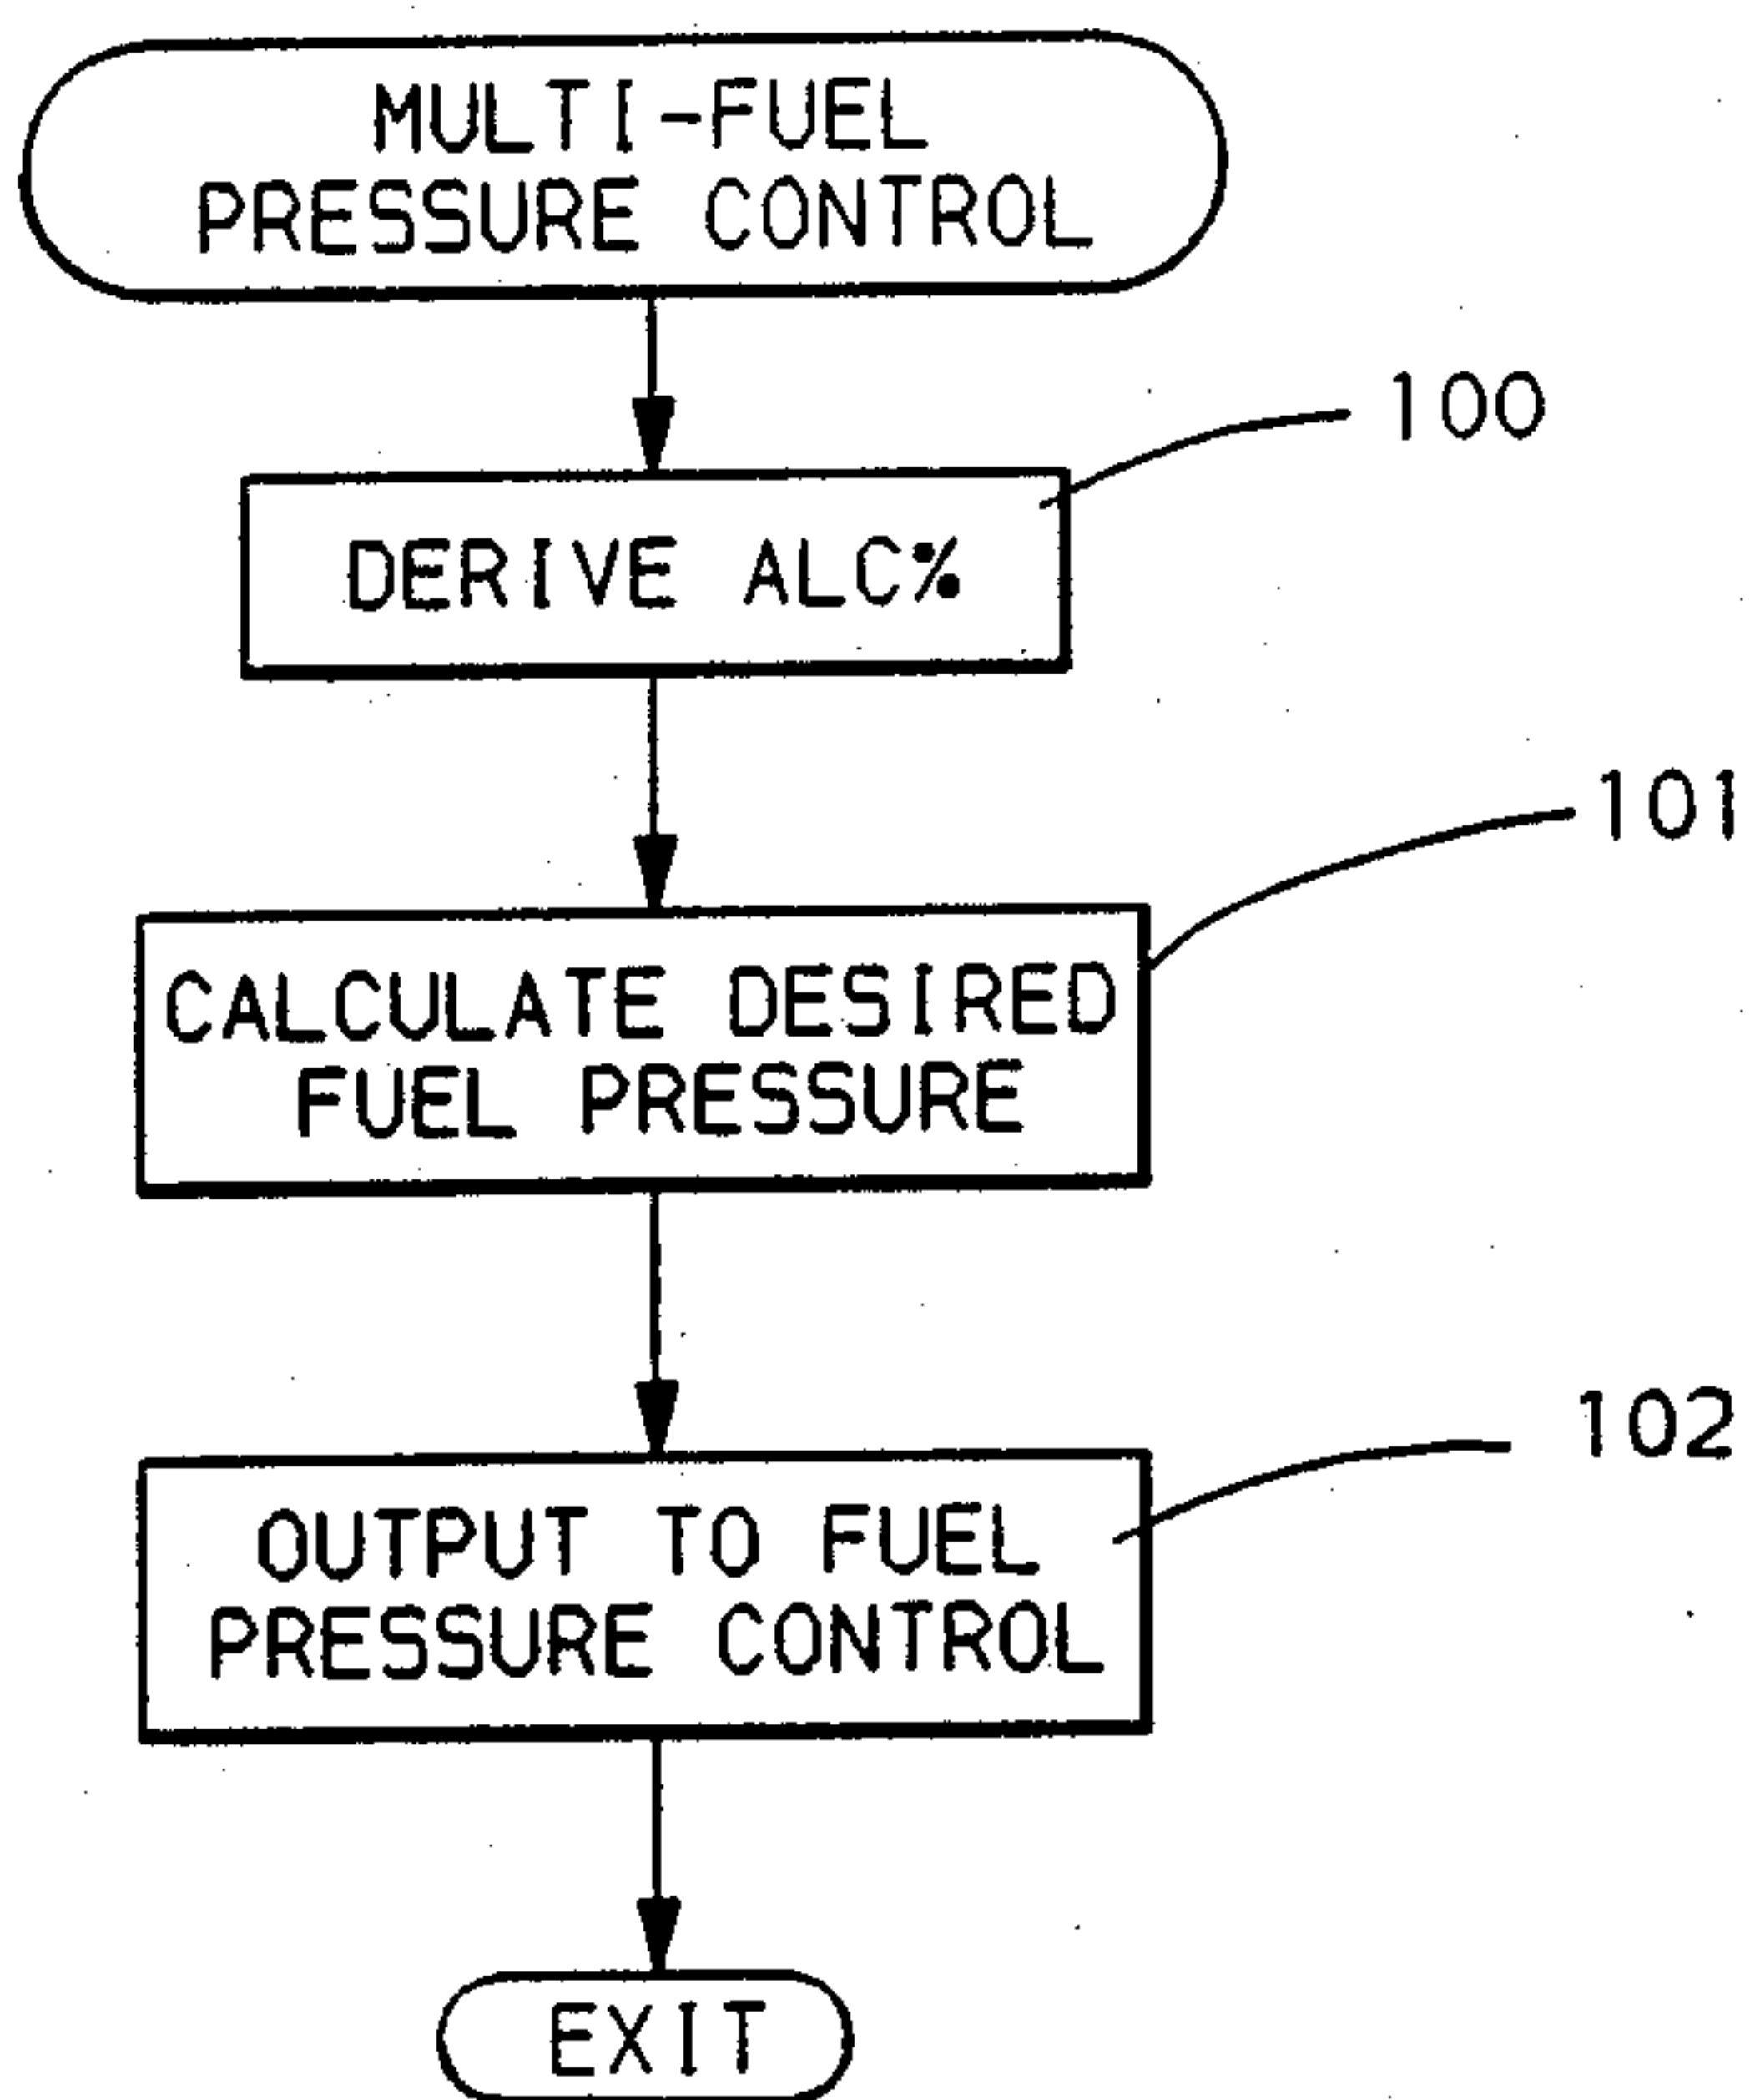 MULTI-FUEL
PRESSURE CONTROL
100
DERIVE ALC%
101
CALCULATE DESIRED
FUEL PRESSURE
102
OUTPUT TO FUEL
PRESSURE CONTROL
EXIT